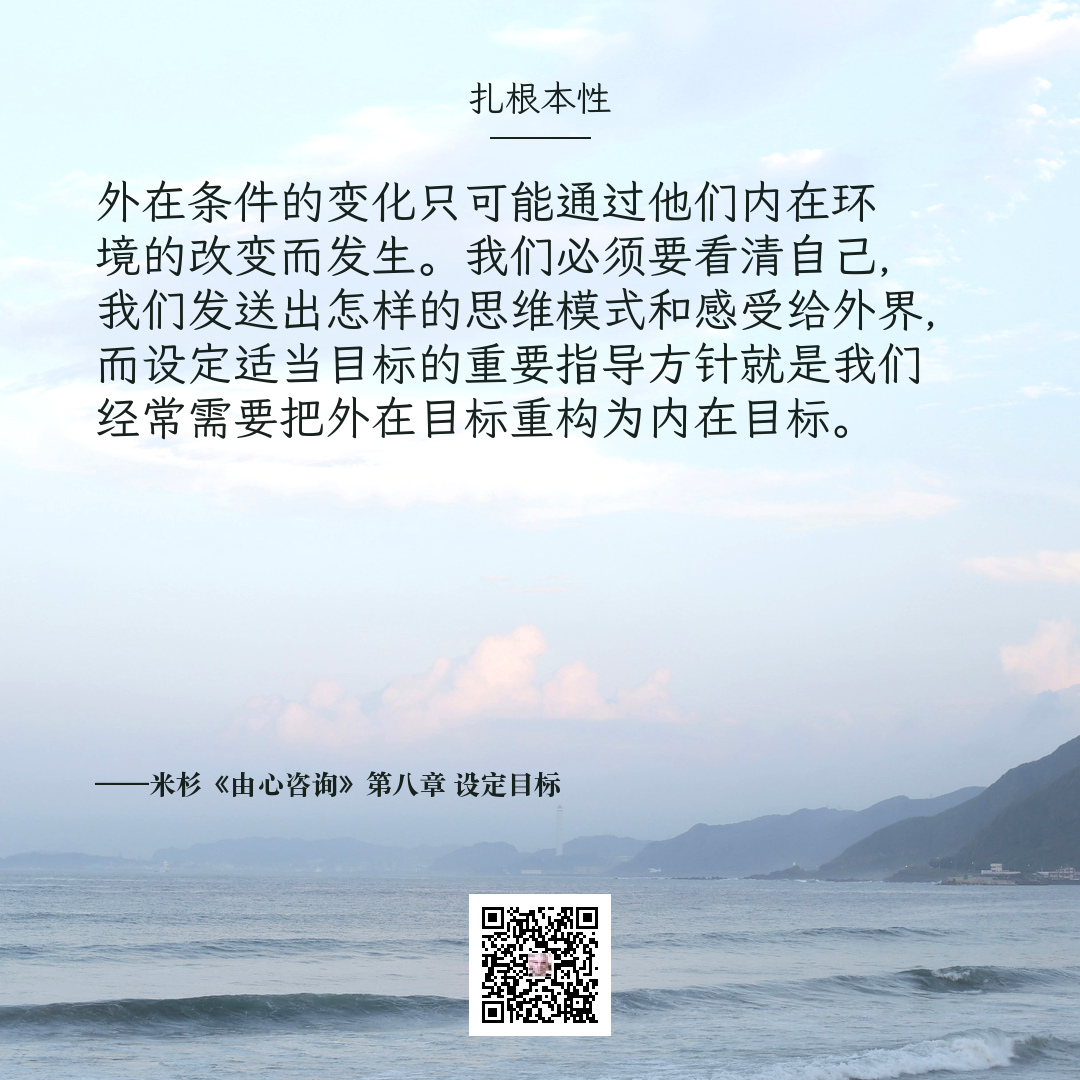 扎根本性
外在条件的变化只可能通过他们内在环
境的改变而发生。我们必须要看清自己,
我们发送出怎样的思维模式和感受给外界,
而设定适当目标的重要指导方针就是我们
经常需要把外在目标重构为内在目标。
——米杉《由心咨询》第八章 设定目标